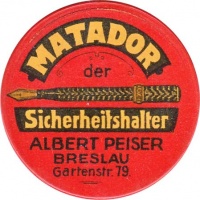 MATADOR
der
Sicherheitshalter
ALBERT PEISER
BRESLAU
Gartenstr. 79.